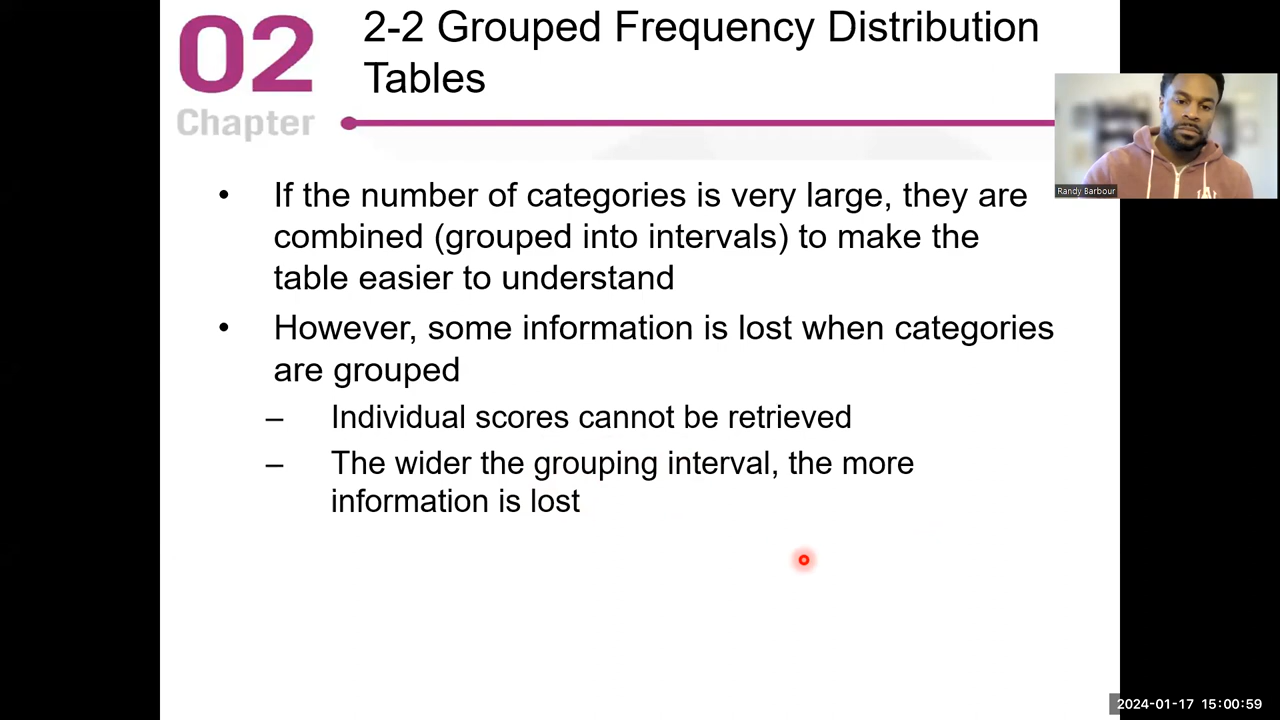 02
Chapter
2-2 Grouped Frequency Distribution
Tables
Randy Barbour
• If the number of categories is very large, they are
combined (grouped into intervals) to make the
table easier to understand
• However, some information is lost when categories
are grouped
– Individual scores cannot be retrieved
– The wider the grouping interval, the more
information is lost
2024-01-17 15:00:59